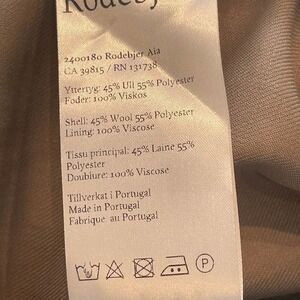 Rodebjer
2400180 Rodebjer Aia
CA 39815 / RN 131738
Yttertyg: 45% Ull 55% Polyester
Foder: 100% Viskos
Shell: 45% Wool 55% Polyester
Lining: 100% Viscose
Tissu principal: 45% Laine 55%
Polyester
Doublure: 100% Viscose
Tillverkat i Portugal
Made in Portugal
Fabriqué au Portugal
P